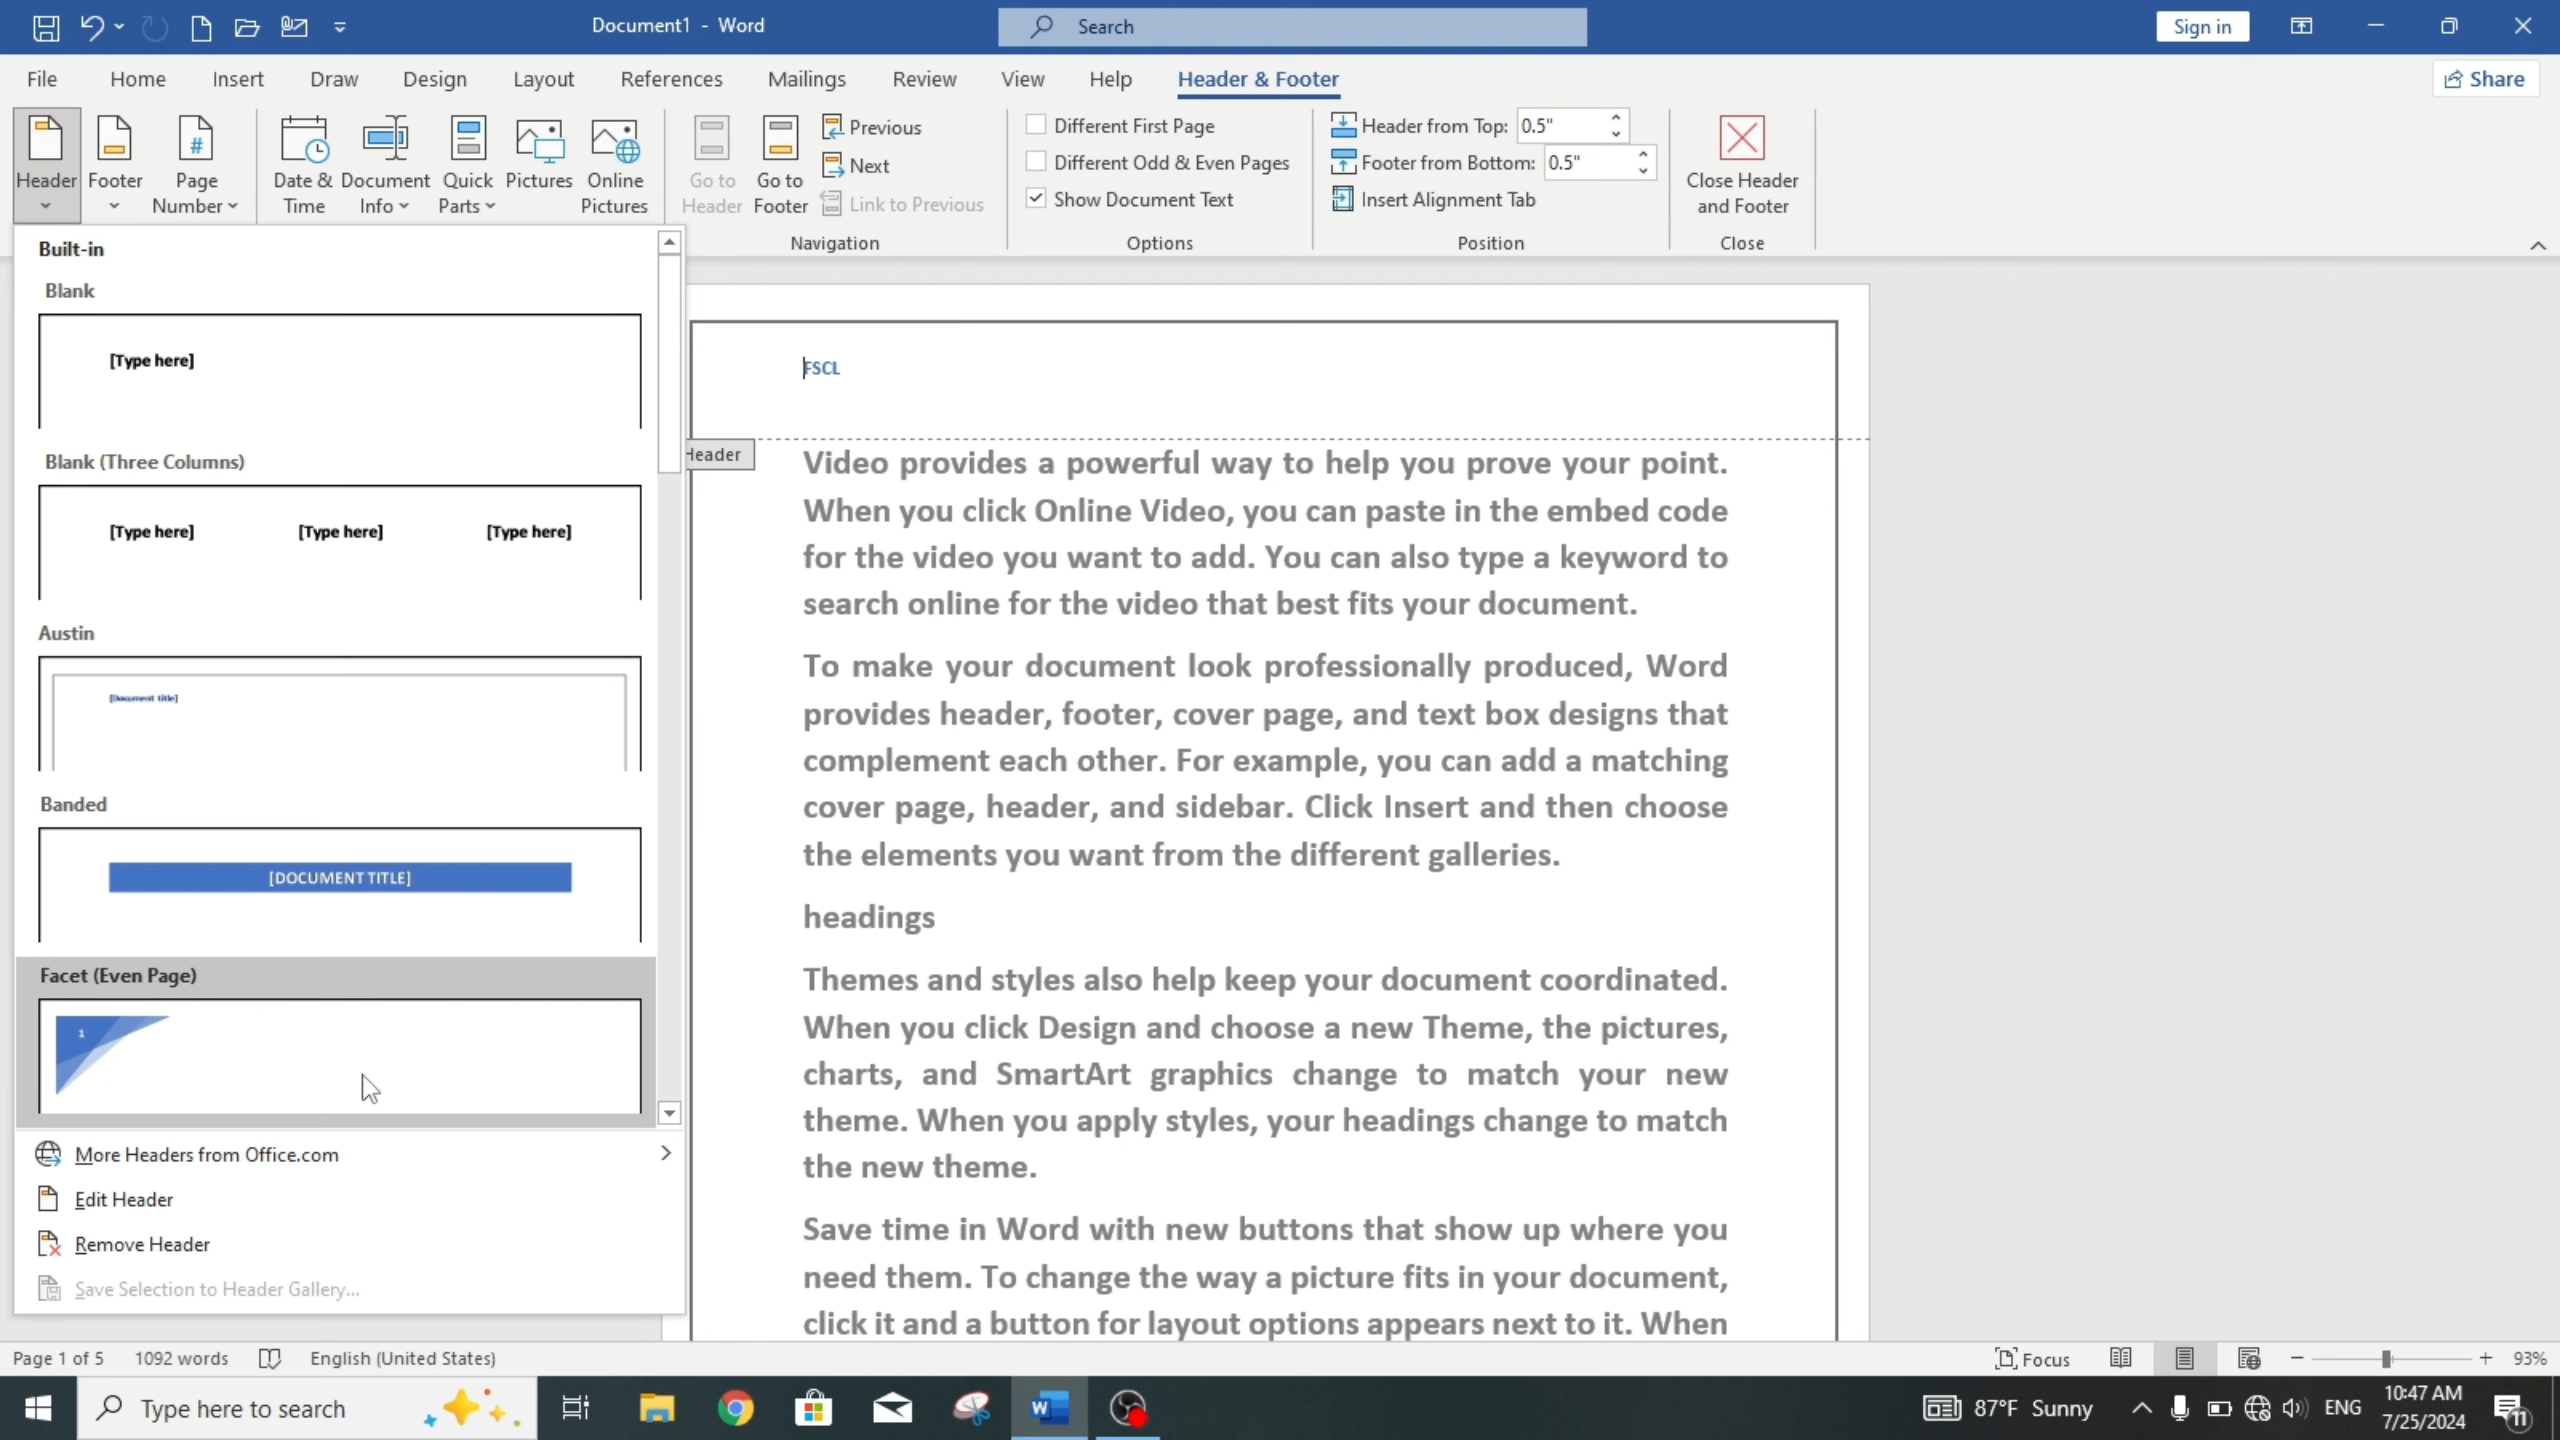 Document1 - Word
Search
Sign in
File Home Insert Draw Design Layout References Mailings Review View Help Header & Footer
Share
Header Footer Page Number Date & Time Document Info Quick Parts Pictures Online Pictures
Go to Header Go to Footer
Previous
Next
Link to Previous
Different First Page
Different Odd & Even Pages
Show Document Text
Header from Top: 0.5"
Footer from Bottom: 0.5"
Insert Alignment Tab
Close Header and Footer
Navigation Options Position Close
Built-in
Blank
[Type here]
Blank (Three Columns)
[Type here] [Type here] [Type here]
Austin
[Document title]
Banded
[DOCUMENT TITLE]
Facet (Even Page)
1
More Headers from Office.com
Edit Header
Remove Header
Save Selection to Header Gallery...
FSCL
Header
Video provides a powerful way to help you prove your point.
When you click Online Video, you can paste in the embed code
for the video you want to add. You can also type a keyword to
search online for the video that best fits your document.
To make your document look professionally produced, Word
provides header, footer, cover page, and text box designs that
complement each other. For example, you can add a matching
cover page, header, and sidebar. Click Insert and then choose
the elements you want from the different galleries.
headings
Themes and styles also help keep your document coordinated.
When you click Design and choose a new Theme, the pictures,
charts, and SmartArt graphics change to match your new
theme. When you apply styles, your headings change to match
the new theme.
Save time in Word with new buttons that show up where you
need them. To change the way a picture fits in your document,
click it and a button for layout options appears next to it. When
Page 1 of 5 1092 words English (United States)
Focus
93%
Type here to search
87°F Sunny
ENG
10:47 AM
7/25/2024
11